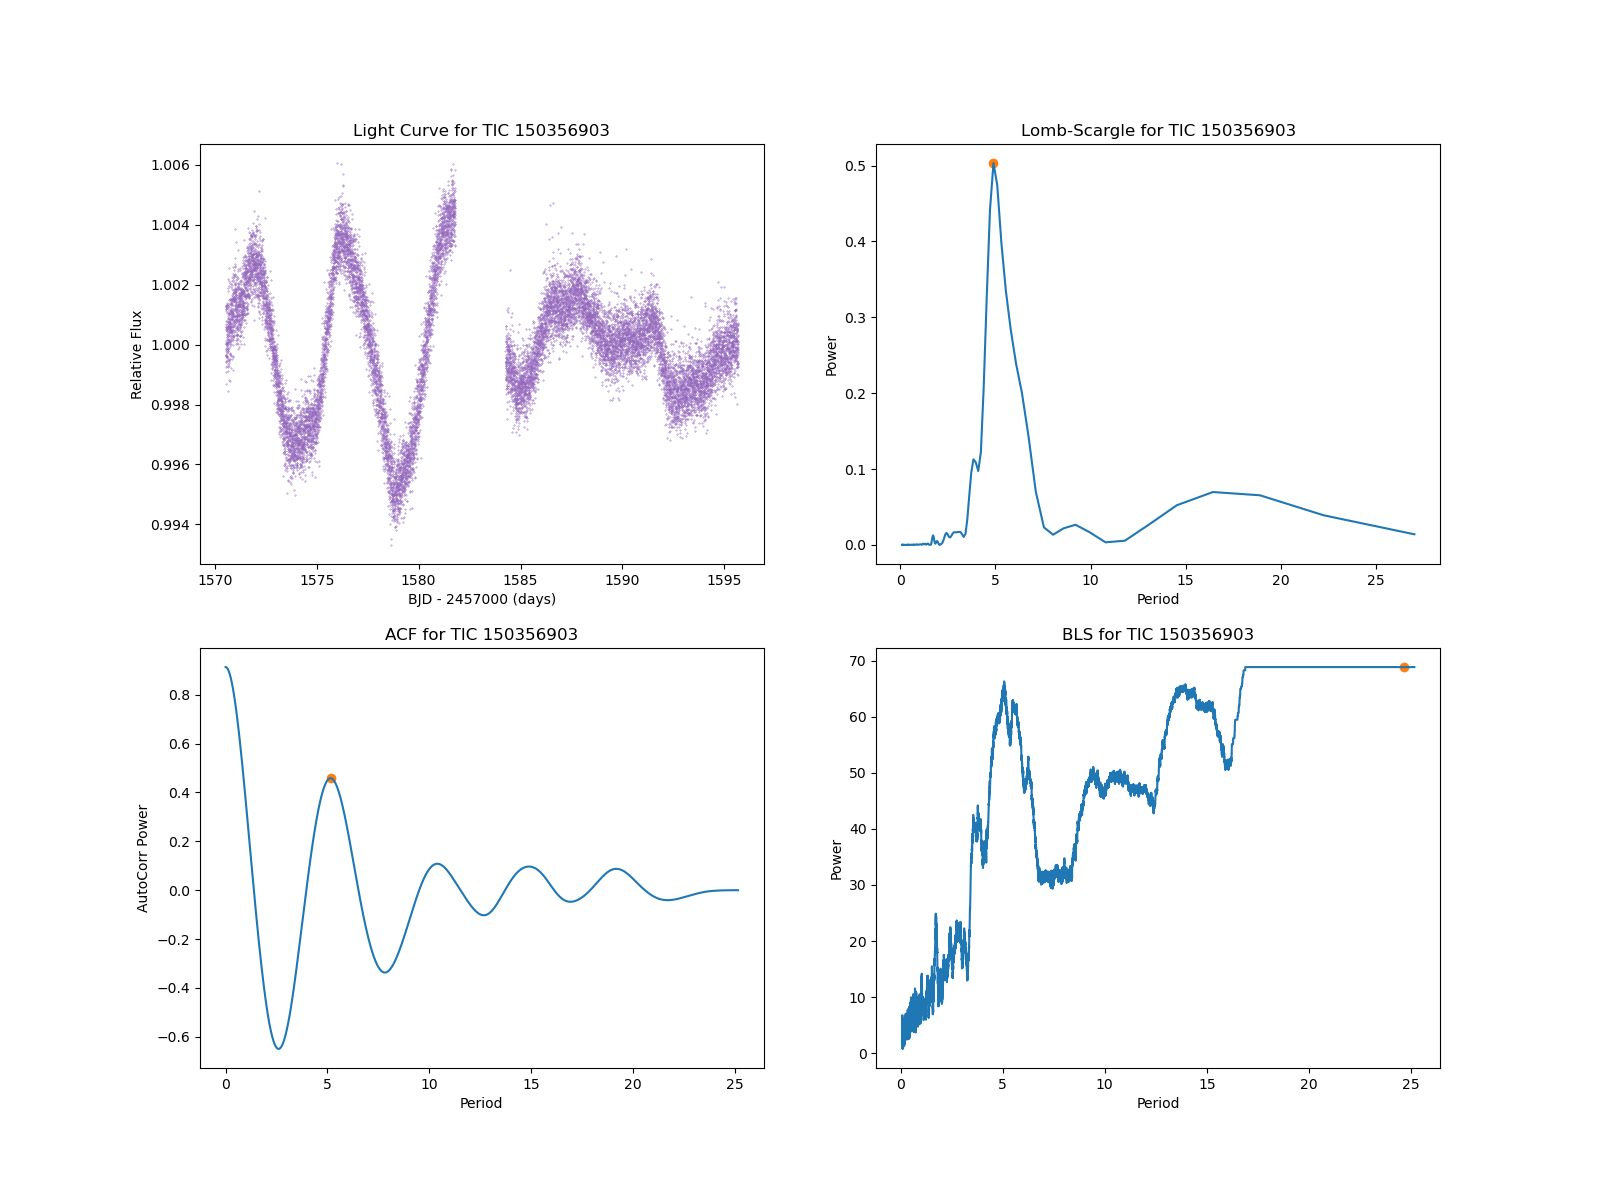 Light Curve for TIC 150356903
1.006
1.004
1.002
1.000
0.998
0.996
0.994
Relative Flux
1570 1575 1580 1585 1590 1595
BJD - 2457000 (days)
Lomb-Scargle for TIC 150356903
0.5
0.4
0.3
0.2
0.1
0.0
Power
0 5 10 15 20 25
Period
ACF for TIC 150356903
0.8
0.6
0.4
0.2
0.0
−0.2
−0.4
−0.6
AutoCorr Power
0 5 10 15 20 25
Period
BLS for TIC 150356903
70
60
50
40
30
20
10
0
Power
0 5 10 15 20 25
Period